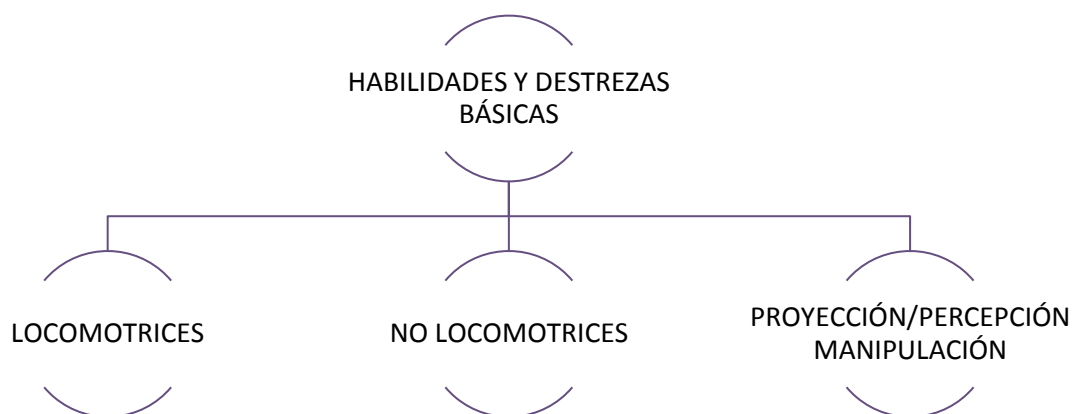 HABILIDADES Y DESTREZAS
BÁSICAS
LOCOMOTRICES
NO LOCOMOTRICES
PROYECCIÓN/PERCEPCIÓN
MANIPULACIÓN